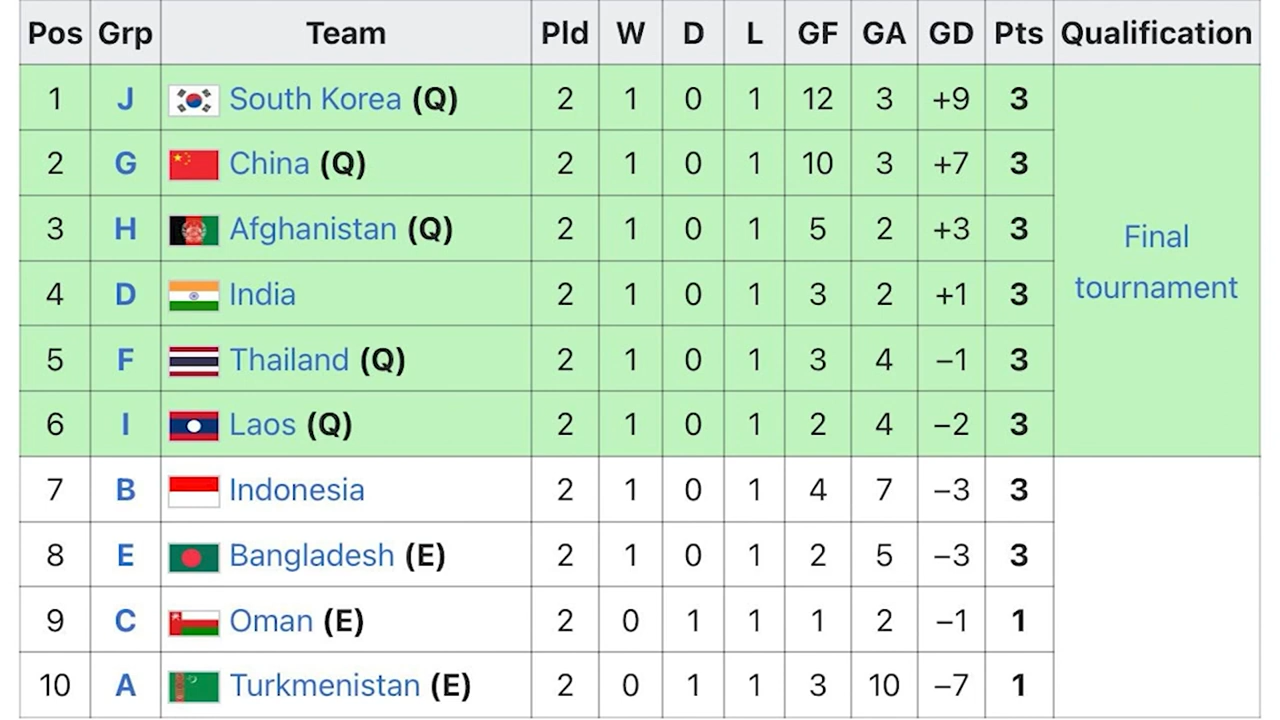 Pos Grp Team Pld W D L GF GA GD Pts Qualification
1 J South Korea (Q) 2 1 0 1 12 3 +9 3
2 G China (Q) 2 1 0 1 10 3 +7 3
3 H Afghanistan (Q) 2 1 0 1 5 2 +3 3
Final
4 D India 2 1 0 1 3 2 +1 3
tournament
5 F Thailand (Q) 2 1 0 1 3 4 −1 3
6 I Laos (Q) 2 1 0 1 2 4 −2 3
7 B Indonesia 2 1 0 1 4 7 −3 3
8 E Bangladesh (E) 2 1 0 1 2 5 −3 3
9 C Oman (E) 2 0 1 1 1 2 −1 1
10 A Turkmenistan (E) 2 0 1 1 3 10 −7 1